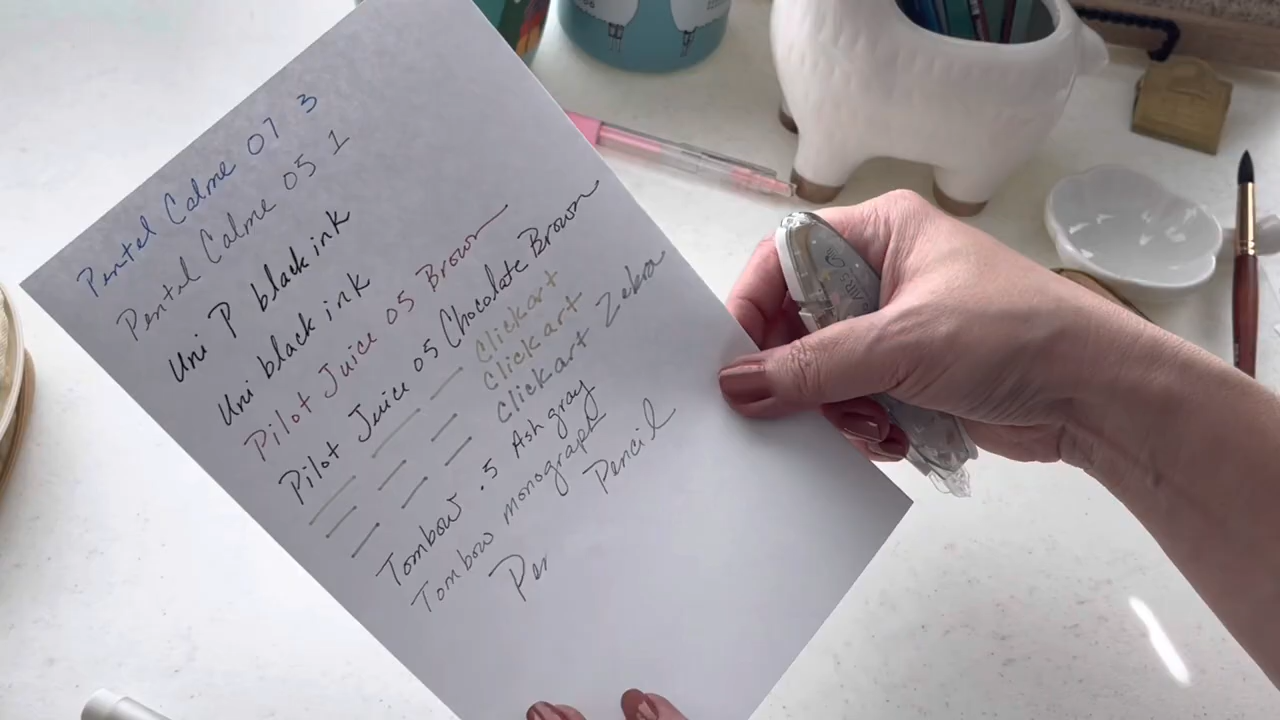 Pentel Calme 07 3
Pentel Calme 05 1
Uni P black ink
Uni black ink
Pilot Juice 05 Brown
Pilot Juice 05 Chocolate Brown
Clickart
Clickart
Clickart Zebra
Tombow .5 Ash gray
Tombow monograph
Pencil
Per